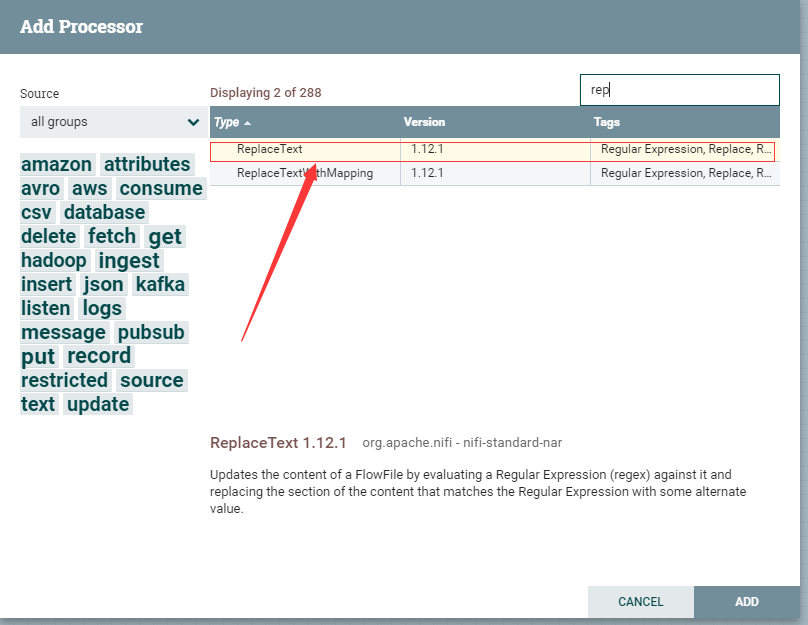 Add Processor
Source
Displaying 2 of 288
rep
all groups
Type Version Tags
ReplaceText 1.12.1 Regular Expression, Replace, R...
ReplaceTextWithMapping 1.12.1 Regular Expression, Replace, R...
amazon attributes
avro aws consume
csv database
delete fetch get
hadoop ingest
insert json kafka
listen logs
message pubsub
put record
restricted source
text update
ReplaceText 1.12.1 org.apache.nifi - nifi-standard-nar
Updates the content of a FlowFile by evaluating a Regular Expression (regex) against it and
replacing the section of the content that matches the Regular Expression with some alternate
value.
CANCEL ADD